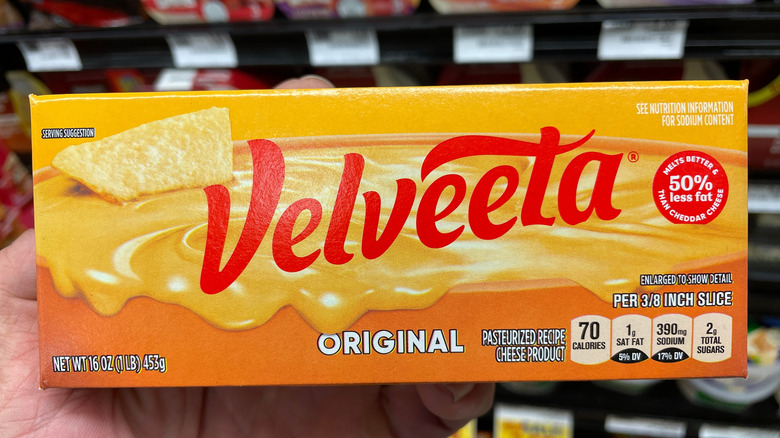 SEE NUTRITION INFORMATION
FOR SODIUM CONTENT
SERVING SUGGESTION
Velveeta®
MELTS BETTER &
50%
less fat
THAN CHEDDAR CHEESE
ENLARGED TO SHOW DETAIL
PER 3/8 INCH SLICE
ORIGINAL
PASTEURIZED RECIPE
CHEESE PRODUCT
70
CALORIES
1g
SAT FAT
5% DV
390mg
SODIUM
17% DV
2g
TOTAL
SUGARS
NET WT 16 OZ (1 LB) 453g